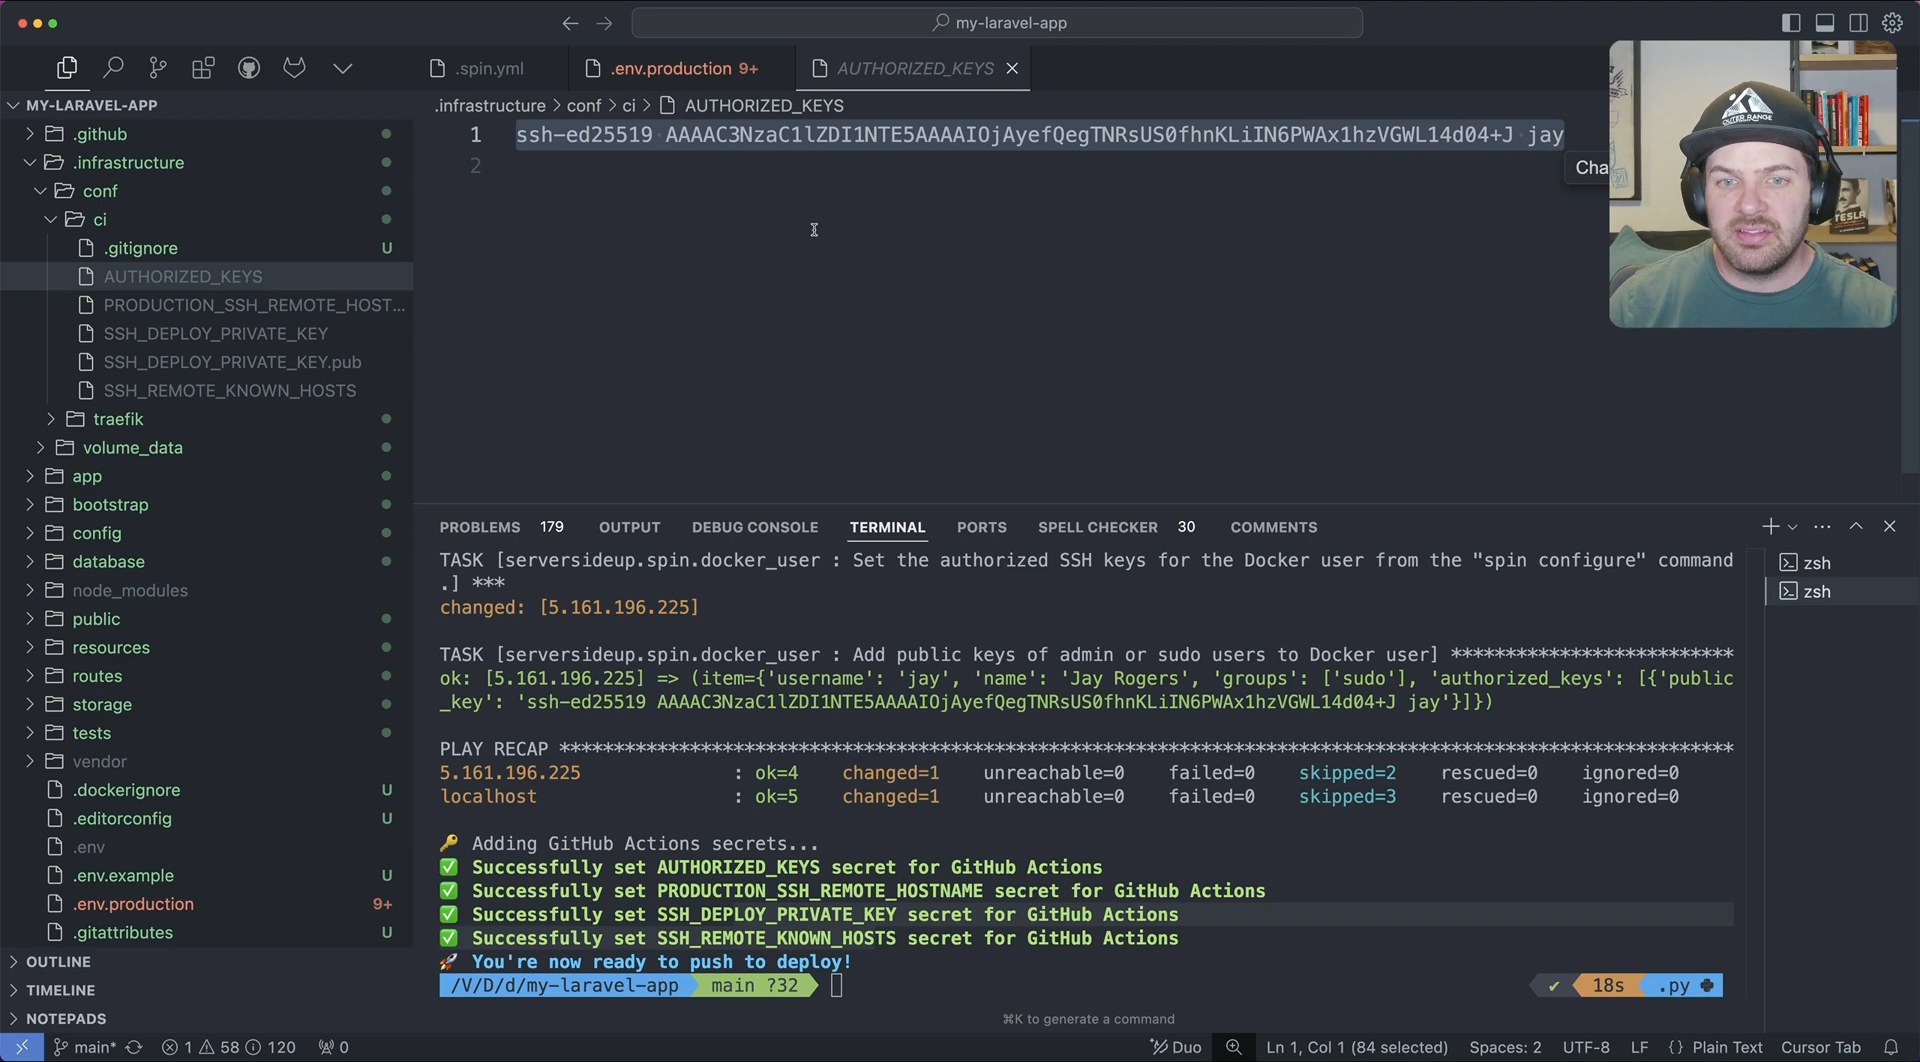 my-laravel-app
.spin.yml
.env.production 9+
AUTHORIZED_KEYS
MY-LARAVEL-APP
.infrastructure > conf > ci > AUTHORIZED_KEYS
.github
.infrastructure
conf
ci
.gitignore U
AUTHORIZED_KEYS
PRODUCTION_SSH_REMOTE_HOST...
SSH_DEPLOY_PRIVATE_KEY
SSH_DEPLOY_PRIVATE_KEY.pub
SSH_REMOTE_KNOWN_HOSTS
traefik
volume_data
app
bootstrap
config
database
node_modules
public
resources
routes
storage
tests
vendor
.dockerignore U
.editorconfig U
.env
.env.example U
.env.production 9+
.gitattributes U
OUTLINE
TIMELINE
NOTEPADS
1 ssh-ed25519 AAAAC3NzaC1lZDI1NTE5AAAAIOjAyefQegTNRsUS0fhnKLiIN6PWAx1hzVGWL14d04+J jay
2
Cha
OUTER RANGE
TESLA
PROBLEMS 179 OUTPUT DEBUG CONSOLE TERMINAL PORTS SPELL CHECKER 30 COMMENTS
TASK [serversideup.spin.docker_user : Set the authorized SSH keys for the Docker user from the "spin configure" command
.] ***
changed: [5.161.196.225]
TASK [serversideup.spin.docker_user : Add public keys of admin or sudo users to Docker user] **************************
ok: [5.161.196.225] => (item={'username': 'jay', 'name': 'Jay Rogers', 'groups': ['sudo'], 'authorized_keys': [{'public
_key': 'ssh-ed25519 AAAAC3NzaC1lZDI1NTE5AAAAIOjAyefQegTNRsUS0fhnKLiIN6PWAx1hzVGWL14d04+J jay'}]})
PLAY RECAP ************************************************************************************************************
5.161.196.225 : ok=4 changed=1 unreachable=0 failed=0 skipped=2 rescued=0 ignored=0
localhost : ok=5 changed=1 unreachable=0 failed=0 skipped=3 rescued=0 ignored=0
🔑 Adding GitHub Actions secrets...
✅ Successfully set AUTHORIZED_KEYS secret for GitHub Actions
✅ Successfully set PRODUCTION_SSH_REMOTE_HOSTNAME secret for GitHub Actions
✅ Successfully set SSH_DEPLOY_PRIVATE_KEY secret for GitHub Actions
✅ Successfully set SSH_REMOTE_KNOWN_HOSTS secret for GitHub Actions
🚀 You're now ready to push to deploy!
/V/D/d/my-laravel-app main ?32 ✔ 18s .py
zsh
zsh
⌘K to generate a command
main* 1 58 120 0 Duo Ln 1, Col 1 (84 selected) Spaces: 2 UTF-8 LF {} Plain Text Cursor Tab